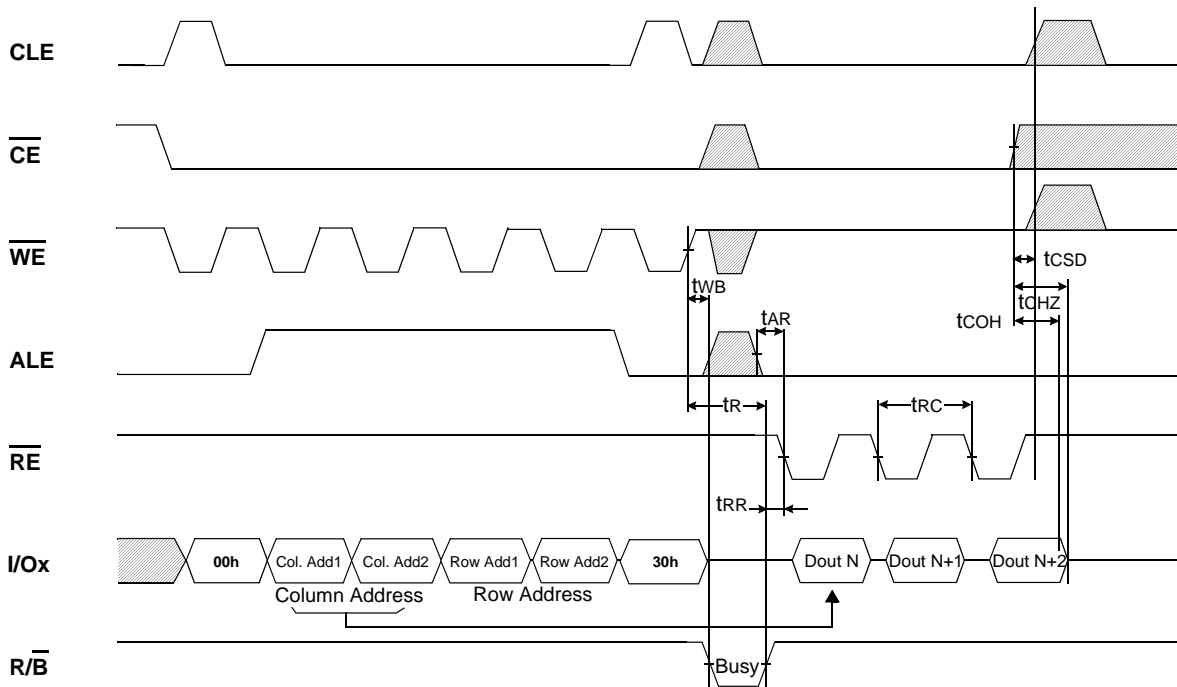 CLE
CE
WE
tCSD
tWB
tCHZ
tCOH
tAR
ALE
tR
tRC
RE
tRR
I/Ox
00h
Col. Add1
Col. Add2
Row Add1
Row Add2
30h
Dout N
Dout N+1
Dout N+2
Column Address
Row Address
R/B
Busy